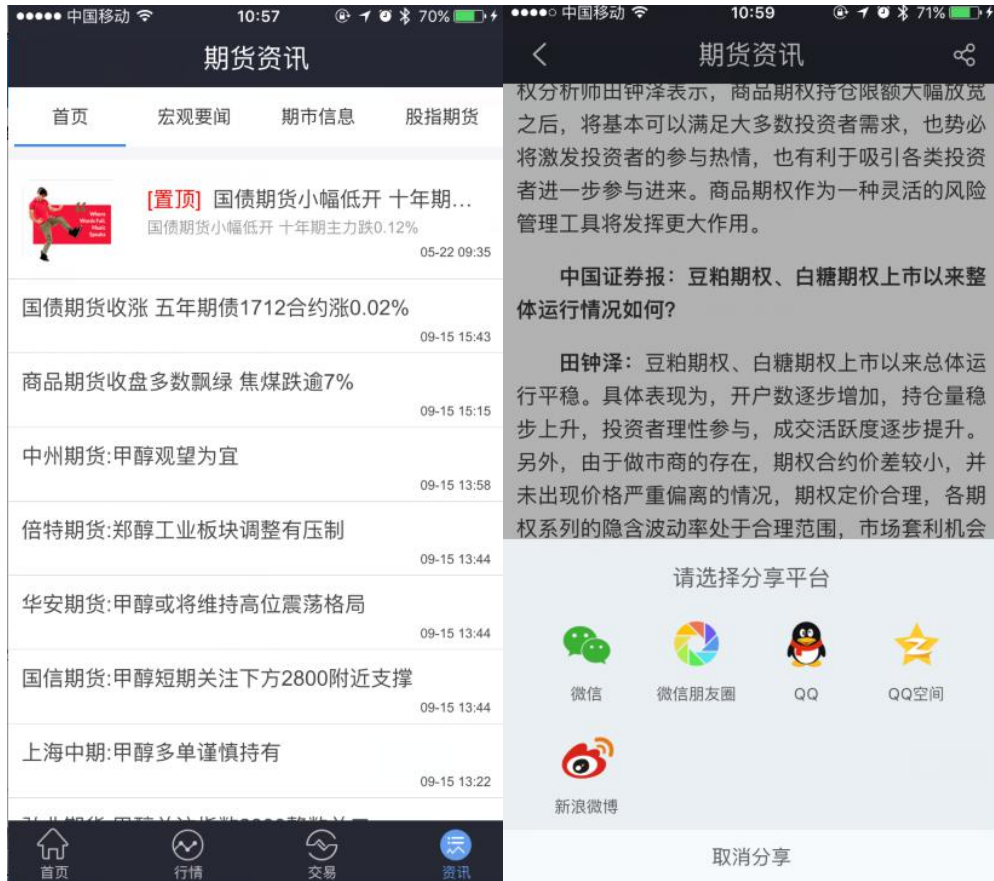 中国移动 10:57 70%
期货资讯
首页 宏观要闻 期市信息 股指期货
[置顶] 国债期货小幅低开 十年期...
国债期货小幅低开 十年期主力跌0.12%
05-22 09:35
Where
Words Fail,
Music
Speaks
国债期货收涨 五年期债1712合约涨0.02%
09-15 15:43
商品期货收盘多数飘绿 焦煤跌逾7%
09-15 15:15
中州期货:甲醇观望为宜
09-15 13:58
倍特期货:郑醇工业板块调整有压制
09-15 13:44
华安期货:甲醇或将维持高位震荡格局
09-15 13:44
国信期货:甲醇短期关注下方2800附近支撑
09-15 13:44
上海中期:甲醇多单谨慎持有
09-15 13:22
首页 行情 交易 资讯
中国移动 10:59 71%
期货资讯
权分析师田钟泽表示，商品期权持仓限额大幅放宽
之后，将基本可以满足大多数投资者需求，也势必
将激发投资者的参与热情，也有利于吸引各类投资
者进一步参与进来。商品期权作为一种灵活的风险
管理工具将发挥更大作用。
中国证券报：豆粕期权、白糖期权上市以来整
体运行情况如何?
田钟泽：豆粕期权、白糖期权上市以来总体运
行平稳。具体表现为，开户数逐步增加，持仓量稳
步上升，投资者理性参与，成交活跃度逐步提升。
另外，由于做市商的存在，期权合约价差较小，并
未出现价格严重偏离的情况，期权定价合理，各期
权系列的隐含波动率处于合理范围，市场套利机会
请选择分享平台
微信 微信朋友圈 QQ QQ空间
新浪微博
取消分享